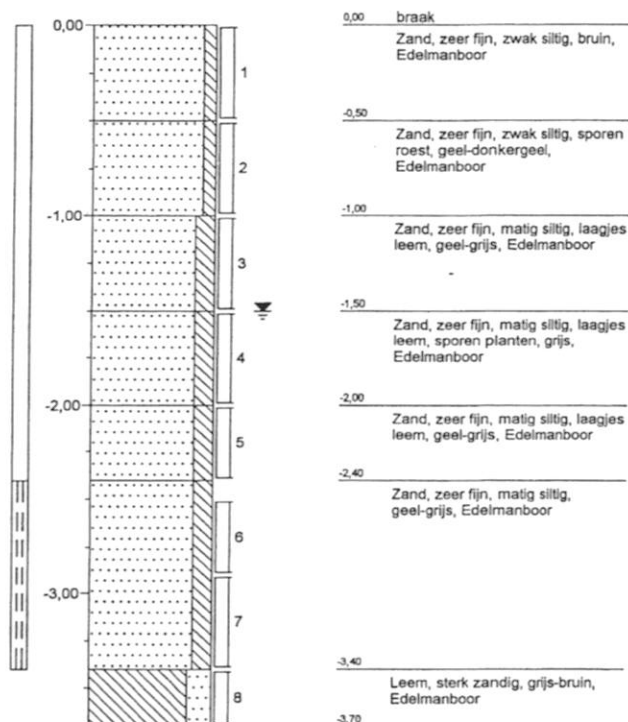 0,00
1
2
-1,00
3
4
-2,00
5
6
-3,00
7
8
0,00 braak
Zand, zeer fijn, zwak siltig, bruin,
Edelmanboor
-0,50
Zand, zeer fijn, zwak siltig, sporen
roest, geel-donkergeel,
Edelmanboor
-1,00
Zand, zeer fijn, matig siltig, laagjes
leem, geel-grijs, Edelmanboor
-1,50
Zand, zeer fijn, matig siltig, laagjes
leem, sporen planten, grijs,
Edelmanboor
-2,00
Zand, zeer fijn, matig siltig, laagjes
leem, geel-grijs, Edelmanboor
-2,40
Zand, zeer fijn, matig siltig,
geel-grijs, Edelmanboor
-3,40
Leem, sterk zandig, grijs-bruin,
Edelmanboor
-3,70